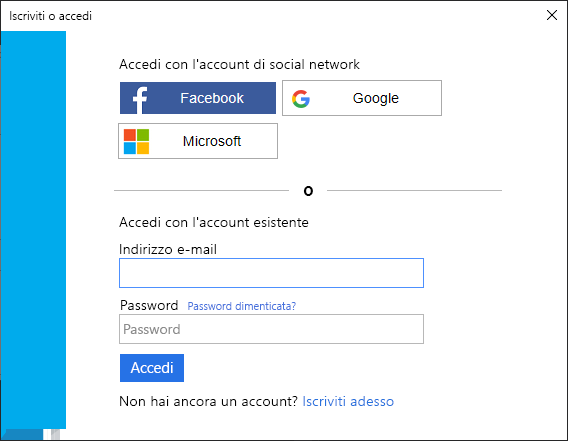 Iscriviti o accedi
Accedi con l'account di social network
Facebook
Google
Microsoft
o
Accedi con l'account esistente
Indirizzo e-mail
Password Password dimenticata?
Password
Accedi
Non hai ancora un account? Iscriviti adesso